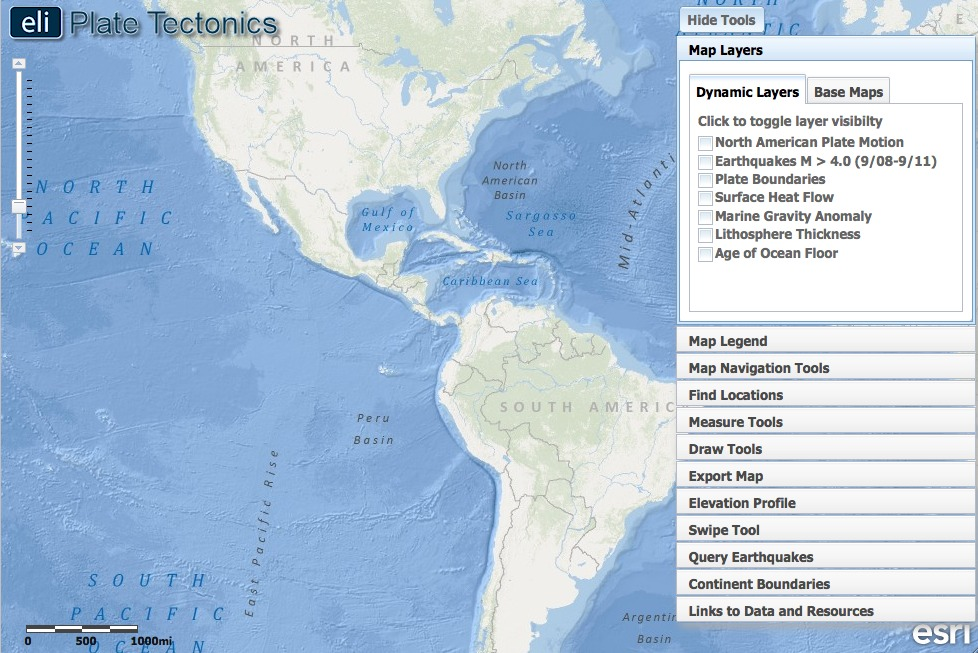 eli Plate Tectonics
NORTH
AMERICA
NORTH
Hide Tools
Map Layers
Dynamic Layers
Base Maps
Click to toggle layer visibilty
North American Plate Motion
Earthquakes M > 4.0 (9/08-9/11)
Plate Boundaries
Surface Heat Flow
Marine Gravity Anomaly
Lithosphere Thickness
Age of Ocean Floor
Map Legend
Map Navigation Tools
Find Locations
Measure Tools
Draw Tools
Export Map
Elevation Profile
Swipe Tool
Query Earthquakes
Continent Boundaries
Links to Data and Resources
NORTH
PACIFIC
OCEAN
North
American
Basin
Gulf of
Mexico
Sargasso
Sea
Mid-Atlanti
Caribbean Sea
SOUTH AMERIC
Peru
Basin
East Pacific Rise
SOUTH
PACIFIC
OCEAN
Argentin
Basin
0 500 1000mi
esri